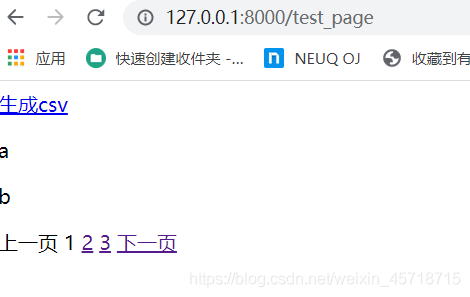 127.0.0.1:8000/test_page
应用 快速创建收件夹 -... NEUQ OJ 收藏到有
生成csv
a
b
上一页 1 2 3 下一页
https://blog.csdn.net/weixin_45718715